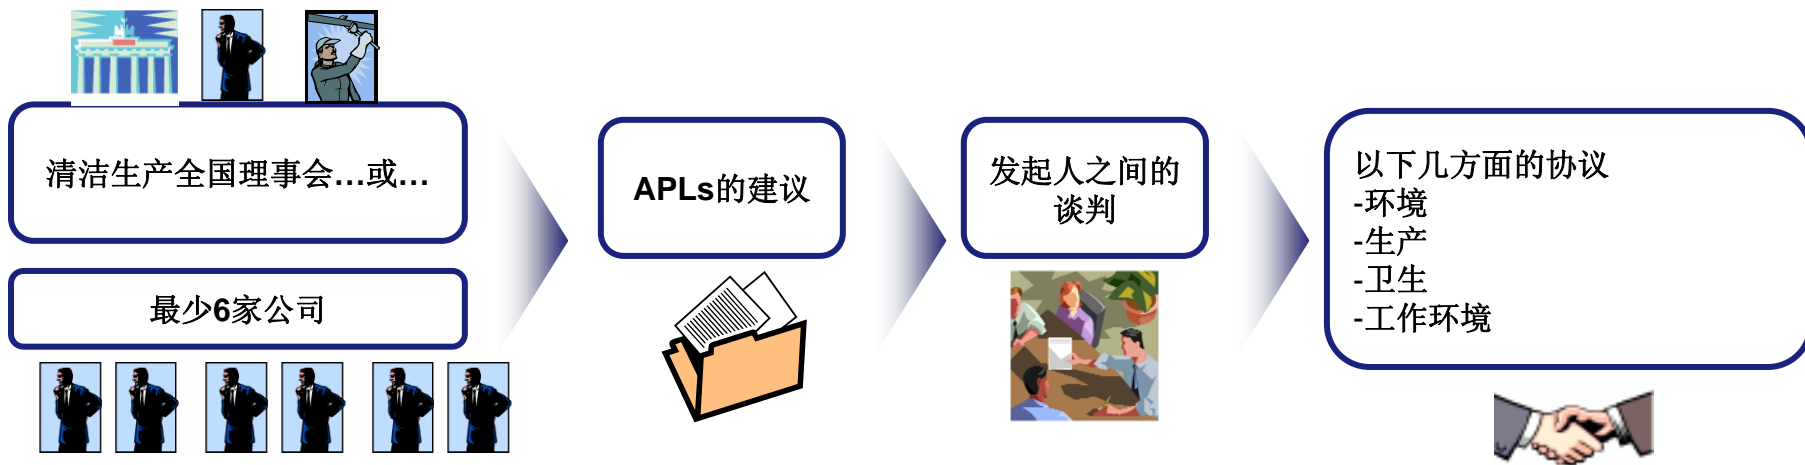 清洁生产全国理事会...或...
最少6家公司
APLs的建议
发起人之间的
谈判
以下几方面的协议
-环境
-生产
-卫生
-工作环境